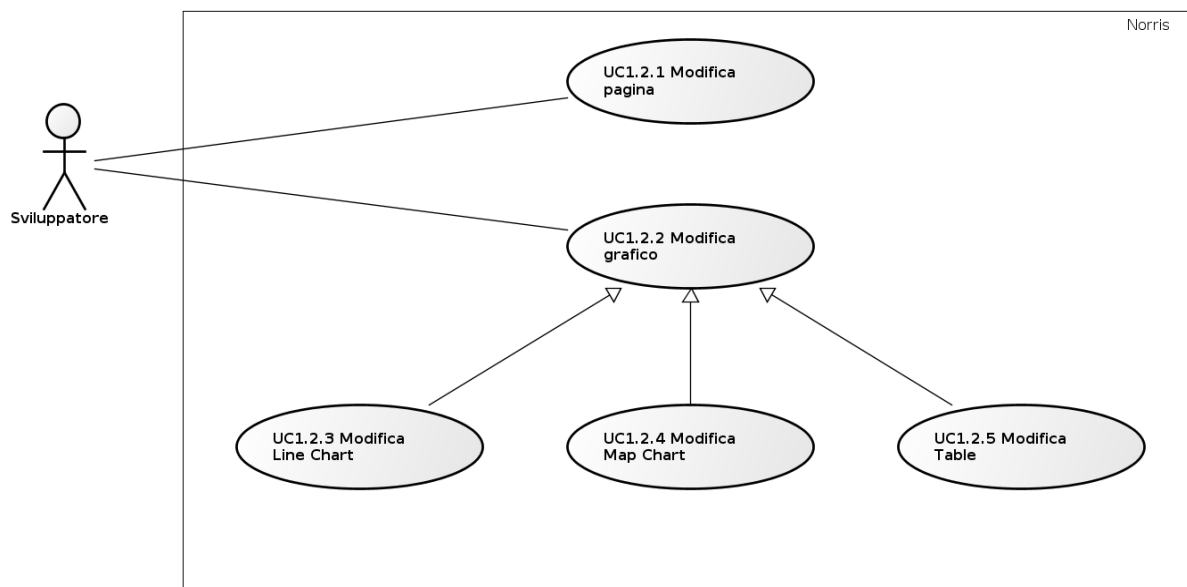 Norris
UC1.2.1 Modifica
pagina
Sviluppatore
UC1.2.2 Modifica
grafico
UC1.2.3 Modifica
Line Chart
UC1.2.4 Modifica
Map Chart
UC1.2.5 Modifica
Table